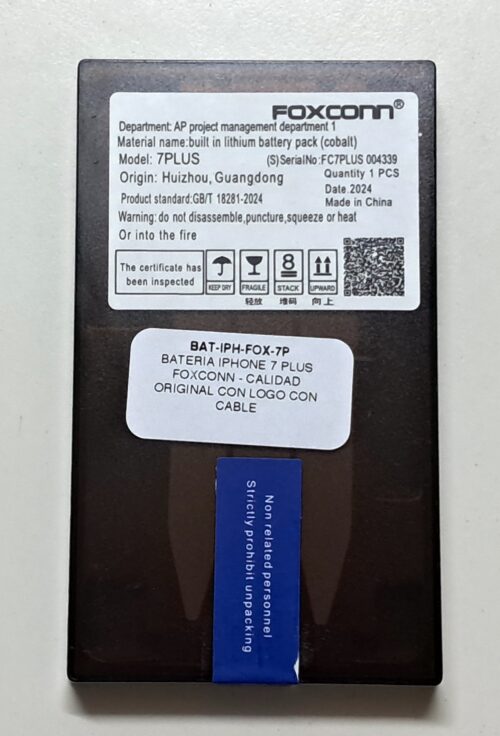 FOXCONN®
Department: AP project management department 1
Material name:built in lithium battery pack (cobalt)
Model: 7PLUS (S)SerialNo:FC7PLUS 004339
Origin: Huizhou, Guangdong Quantity 1 PCS
Product standard:GB/T 18281-2024 Date.2024
Warning: do not disassemble,puncture,squeeze or heat Made in China
Or into the fire
The certificate has
been inspected
KEEP DRY
FRAGILE
8
STACK
UPWARD
轻放
堆码
向上
BAT-IPH-FOX-7P
BATERIA IPHONE 7 PLUS
FOXCONN - CALIDAD
ORIGINAL CON LOGO CON
CABLE
Non related personnel
Strictly prohibit unpacking